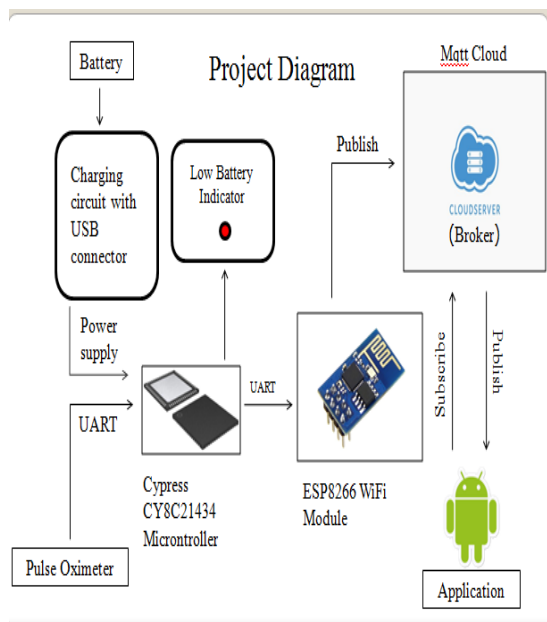 Project Diagram
Battery
Charging
circuit with
USB
connector
Low Battery
Indicator
Mqtt Cloud
CLOUDSERVER
(Broker)
Publish
Power
supply
UART
UART
Cypress
CY8C21434
Microntroller
ESP8266 WiFi
Module
Subscribe
Publish
Pulse Oximeter
Application